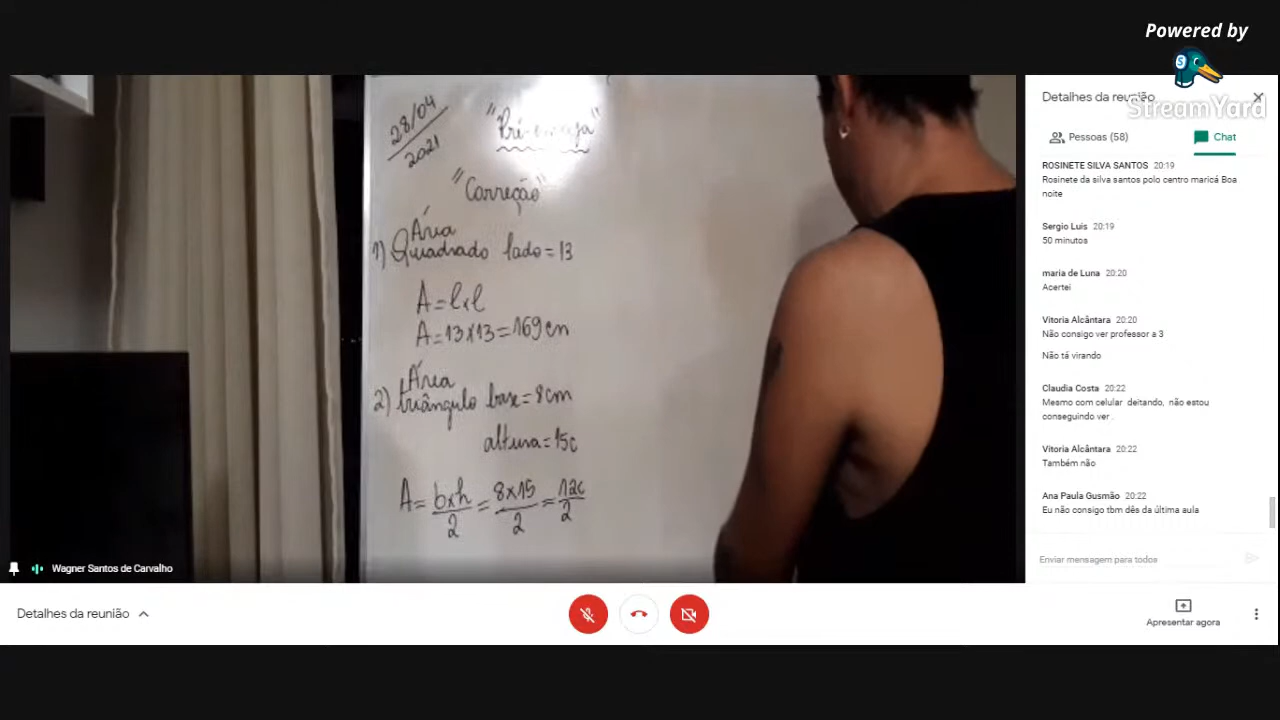 Powered by
StreamYard
28/04
2021
"Pré-
"Correção"
Área
1) Quadrado lado = 13
A = l x l
A = 13 x 13 = 169 cm
Área
2) triângulo base = 8cm
altura = 15c
A = b x h / 2 = 8 x 15 / 2 = 12c / 2
Wagner Santos de Carvalho
Detalhes da reunião
Detalhes da reunião
Pessoas (58)
Chat
ROSINETE SILVA SANTOS 20:19
Rosinete da silva santos polo centro maricá Boa
noite
Sergio Luis 20:19
50 minutos
maria de Luna 20:20
Acertei
Vitoria Alcântara 20:20
Não consigo ver professor a 3
Não tá virando
Claudia Costa 20:22
Mesmo com celular deitando, não estou
conseguindo ver .
Vitoria Alcântara 20:22
Também não
Ana Paula Gusmão 20:22
Eu não consigo tbm dês da última aula
Enviar mensagem para todos
Apresentar agora